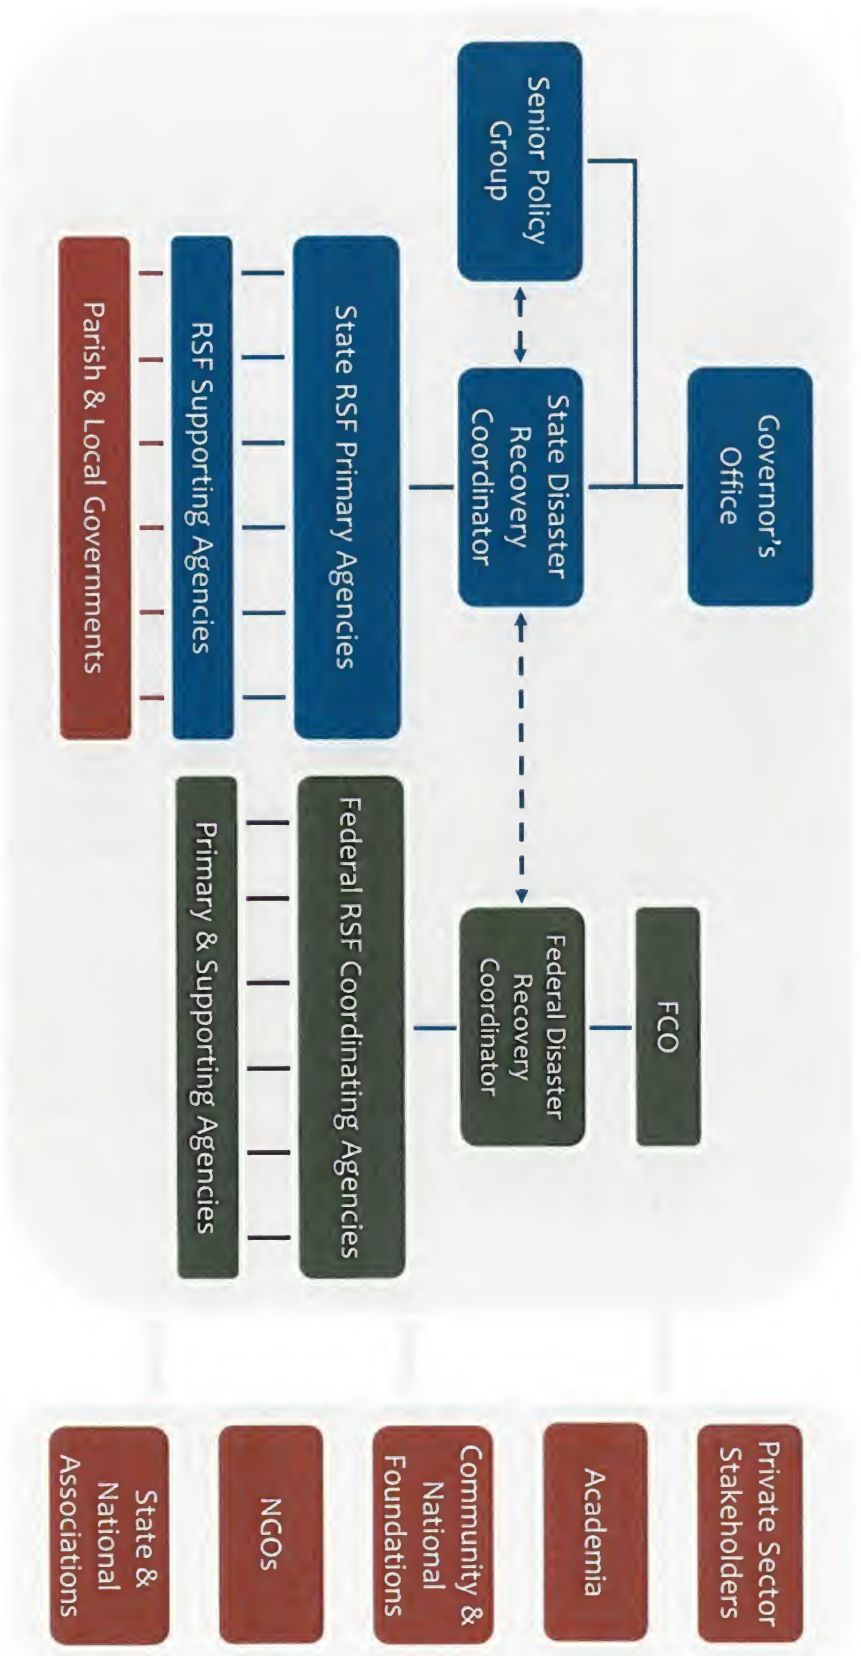 Governor's
Office
Senior Policy
Group
State Disaster
Recovery
Coordinator
State RSF Primary Agencies
RSF Supporting Agencies
Parish & Local Governments
FCO
Federal Disaster
Recovery
Coordinator
Federal RSF Coordinating Agencies
Primary & Supporting Agencies
Private Sector
Stakeholders
Academia
Community &
National
Foundations
NGOs
State &
National
Associations